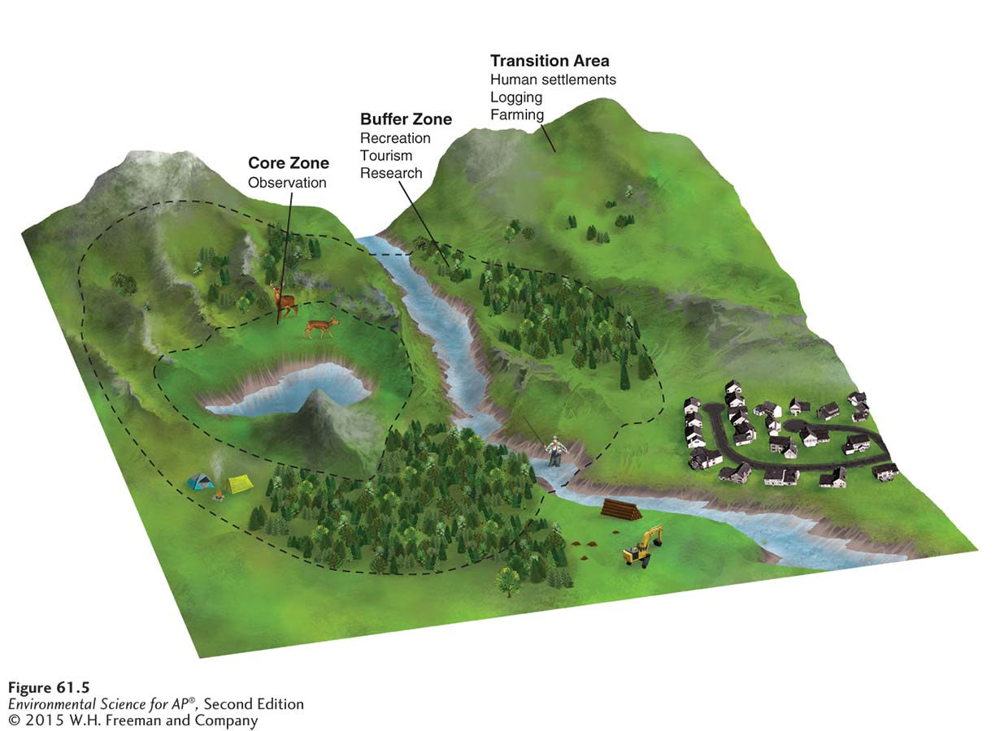 Transition Area
Human settlements
Logging
Farming
Buffer Zone
Recreation
Tourism
Research
Core Zone
Observation
Figure 61.5
Environmental Science for AP®, Second Edition
© 2015 W.H. Freeman and Company